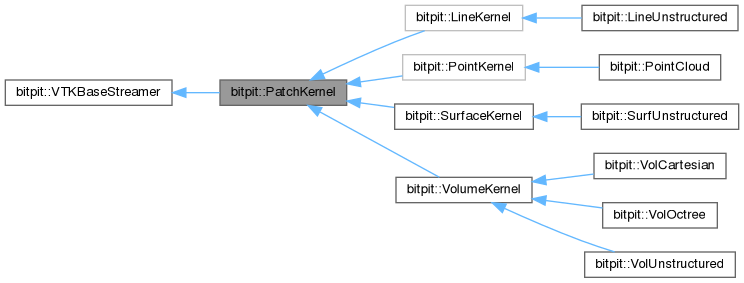 bitpit::LineKernel
bitpit::LineUnstructured
bitpit::PointKernel
bitpit::PointCloud
bitpit::VTKBaseStreamer
bitpit::PatchKernel
bitpit::SurfaceKernel
bitpit::SurfUnstructured
bitpit::VolCartesian
bitpit::VolumeKernel
bitpit::VolOctree
bitpit::VolUnstructured